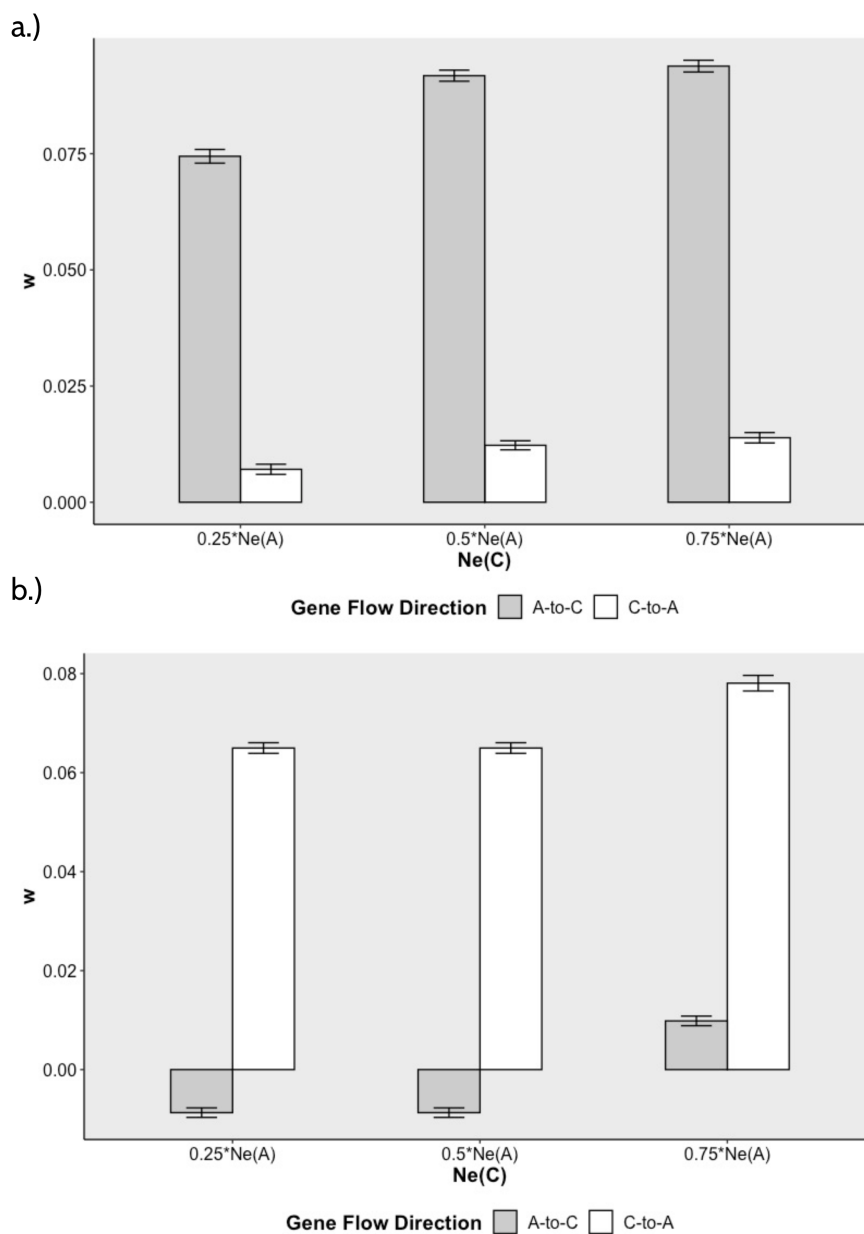 a.)
0.075
0.050
0.025
0.000
w
0.25*Ne(A) 0.5*Ne(A) 0.75*Ne(A)
Ne(C)
Gene Flow Direction A-to-C C-to-A
b.)
0.08
0.06
0.04
0.02
0.00
w
0.25*Ne(A) 0.5*Ne(A) 0.75*Ne(A)
Ne(C)
Gene Flow Direction A-to-C C-to-A